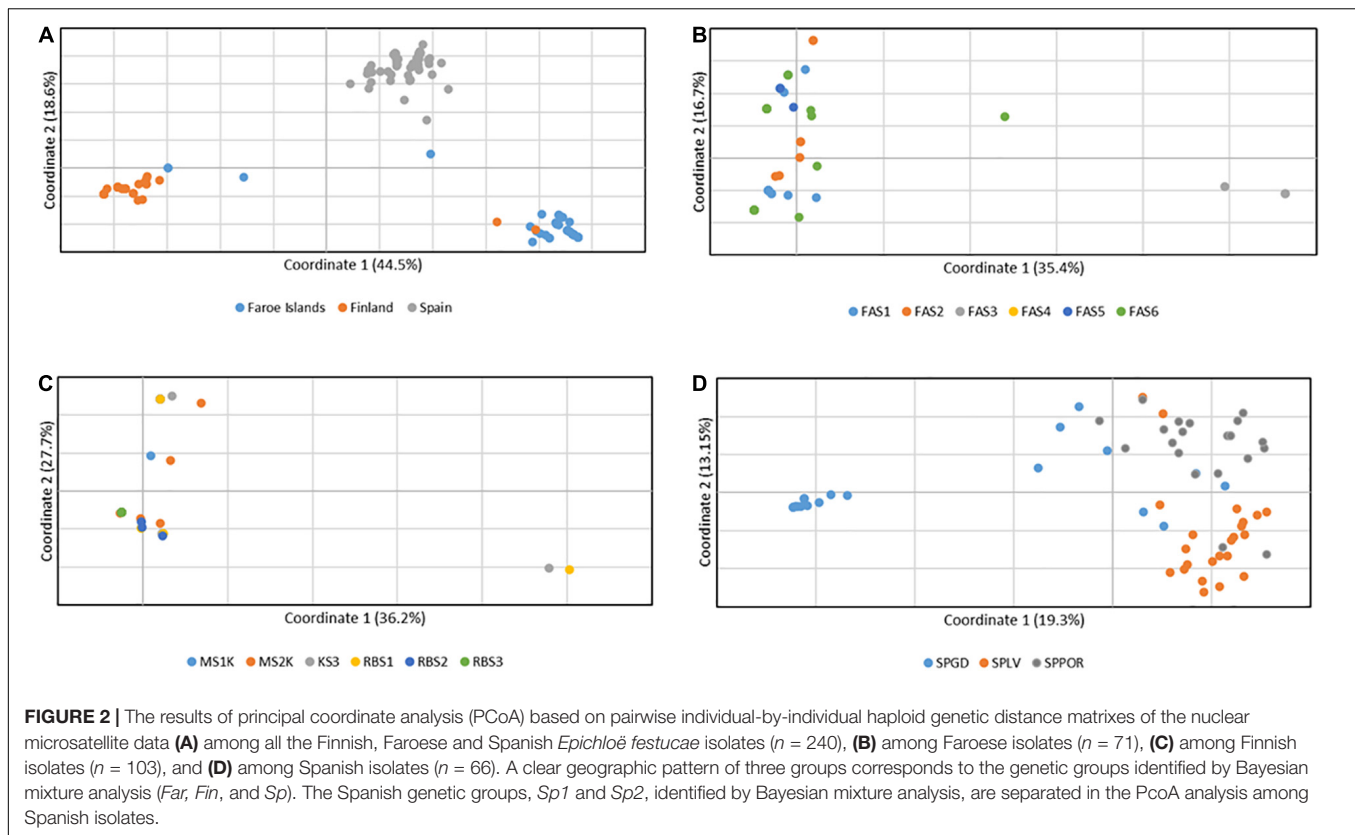 A
Coordinate 2 (18.6%)
Coordinate 1 (44.5%)
Faroe Islands Finland Spain
B
Coordinate 2 (16.7%)
Coordinate 1 (35.4%)
FAS1 FAS2 FAS3 FAS4 FAS5 FAS6
C
Coordinate 2 (27.7%)
Coordinate 1 (36.2%)
MS1K MS2K KS3 RBS1 RBS2 RBS3
D
Coordinate 2 (13.15%)
Coordinate 1 (19.3%)
SPGD SPLV SPPOR
FIGURE 2 | The results of principal coordinate analysis (PCoA) based on pairwise individual-by-individual haploid genetic distance matrixes of the nuclear
microsatellite data (A) among all the Finnish, Faroese and Spanish Epichloë festucae isolates (n = 240), (B) among Faroese isolates (n = 71), (C) among Finnish
isolates (n = 103), and (D) among Spanish isolates (n = 66). A clear geographic pattern of three groups corresponds to the genetic groups identified by Bayesian
mixture analysis (Far, Fin, and Sp). The Spanish genetic groups, Sp1 and Sp2, identified by Bayesian mixture analysis, are separated in the PcoA analysis among
Spanish isolates.